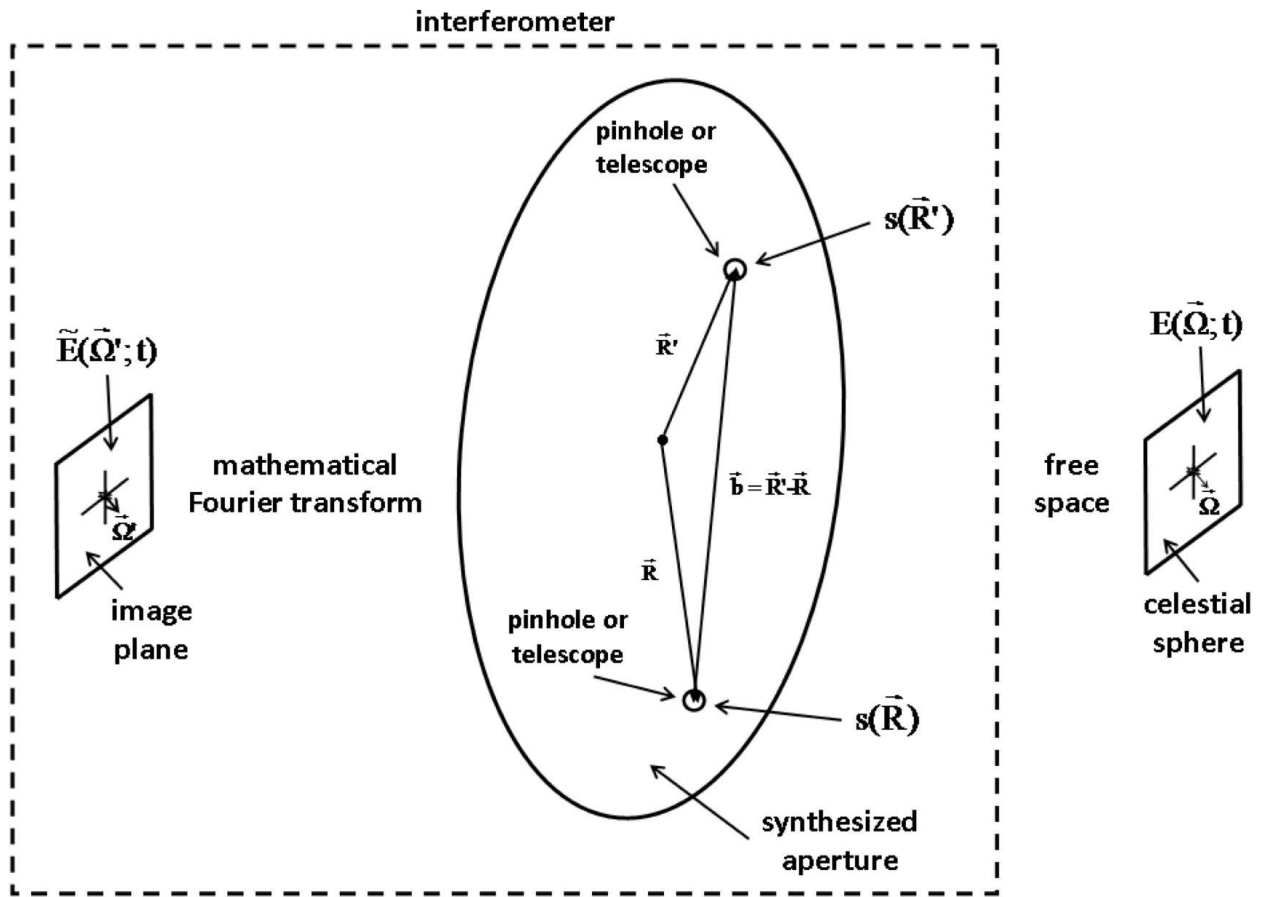 interferometer
pinhole or
telescope
s(R⃗')
Ẽ(Ω⃗';t)
E(Ω⃗;t)
R⃗'
mathematical
Fourier transform
b⃗ = R⃗'-R⃗
free
space
Ω⃗'
Ω⃗
R⃗
image
plane
pinhole or
telescope
celestial
sphere
s(R⃗)
synthesized
aperture